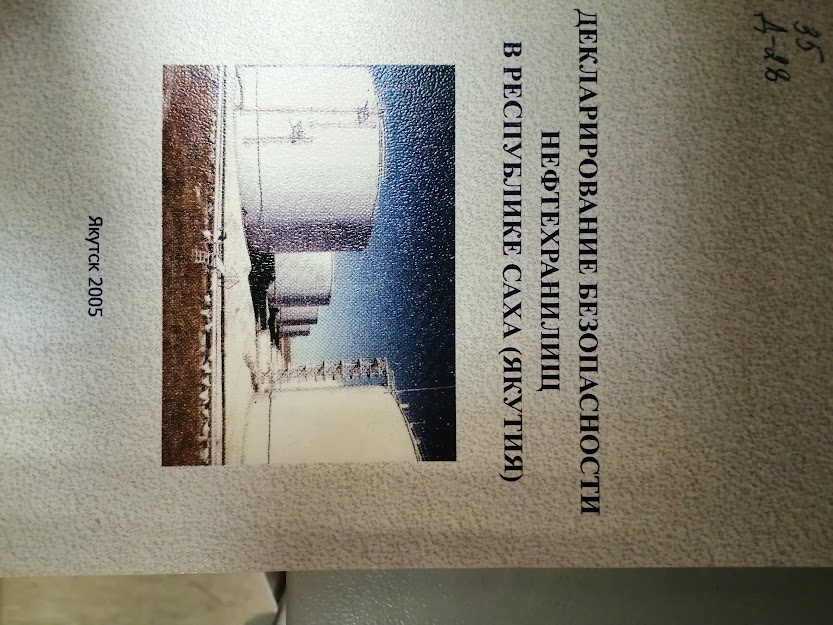 35
Д-28
ДЕКЛАРИРОВАНИЕ БЕЗОПАСНОСТИ
НЕФТЕХРАНИЛИЩ
В РЕСПУБЛИКЕ САХА (ЯКУТИЯ)
Якутск 2005